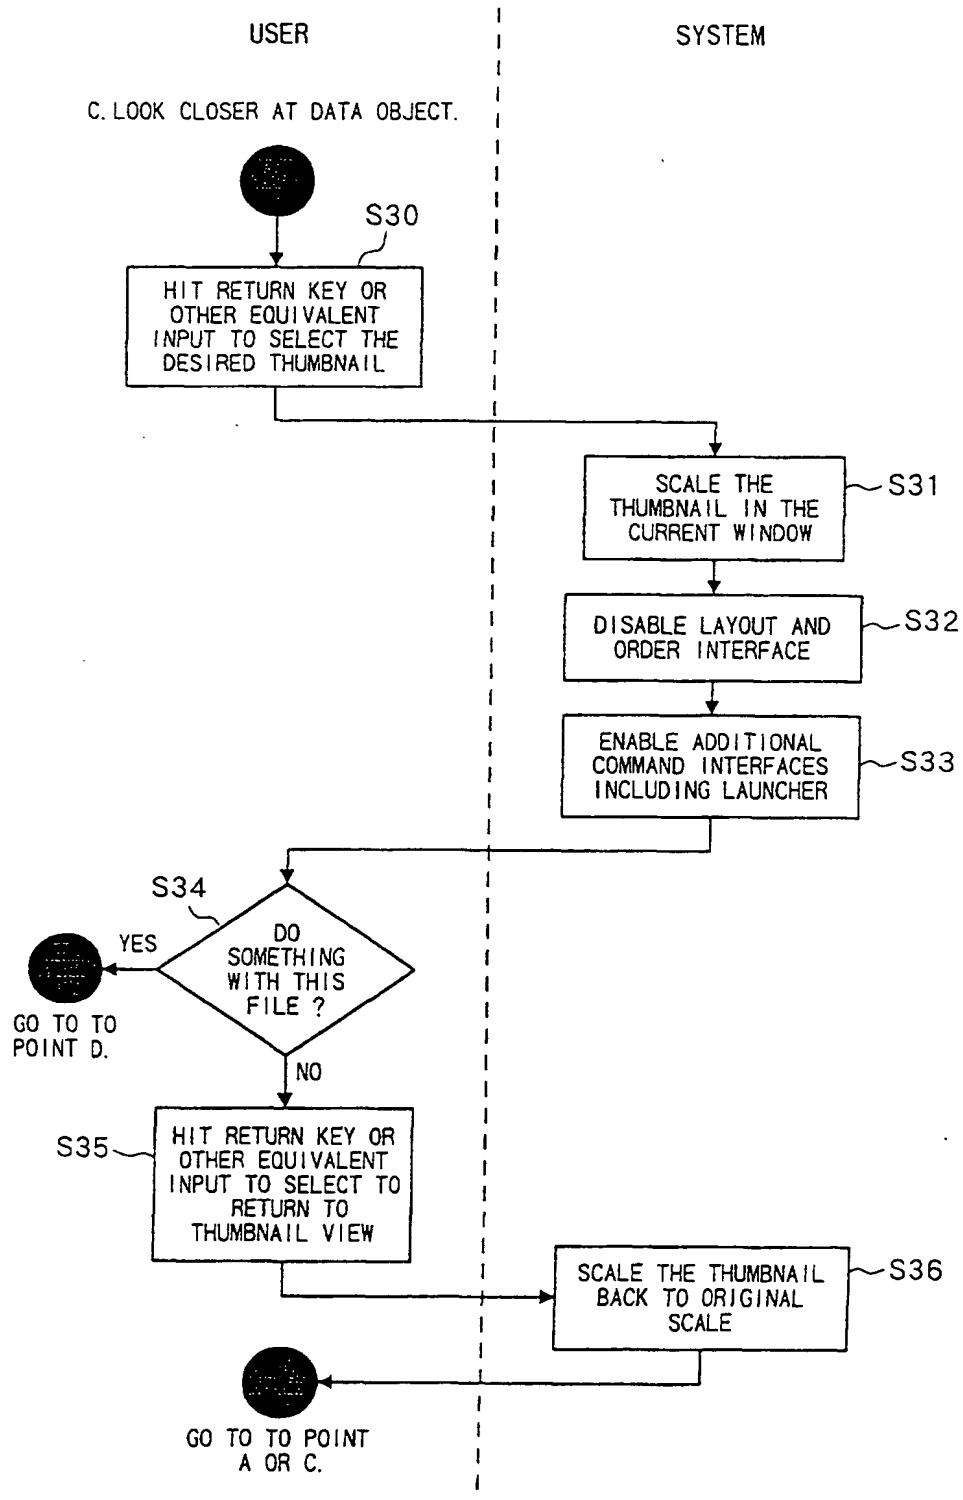 USER
SYSTEM
C. LOOK CLOSER AT DATA OBJECT.
S30
HIT RETURN KEY OR
OTHER EQUIVALENT
INPUT TO SELECT THE
DESIRED THUMBNAIL
SCALE THE
THUMBNAIL IN THE
CURRENT WINDOW
S31
DISABLE LAYOUT AND
ORDER INTERFACE
S32
ENABLE ADDITIONAL
COMMAND INTERFACES
INCLUDING LAUNCHER
S33
S34
DO
SOMETHING
WITH THIS
FILE ?
YES
GO TO TO
POINT D.
NO
S35
HIT RETURN KEY OR
OTHER EQUIVALENT
INPUT TO SELECT TO
RETURN TO
THUMBNAIL VIEW
SCALE THE THUMBNAIL
BACK TO ORIGINAL
SCALE
S36
GO TO TO POINT
A OR C.